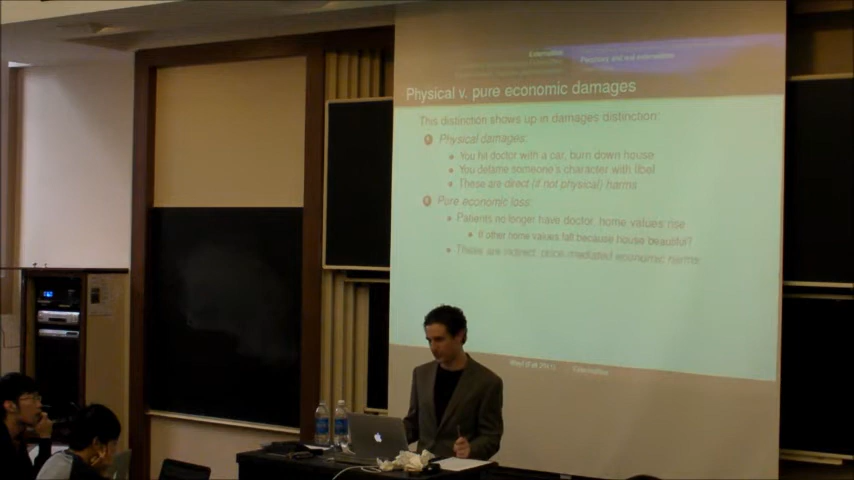 Externalities
Pecuniary and real externalities
Physical v. pure economic damages
This distinction shows up in damages distinction:
1 Physical damages:
You hit doctor with a car, burn down house
You defame someone's character with libel
These are direct (if not physical) harms
2 Pure economic loss:
Patients no longer have doctor, home values rise
If other home values fall because house beautiful?
These are indirect, price-mediated economic harms
Externalities